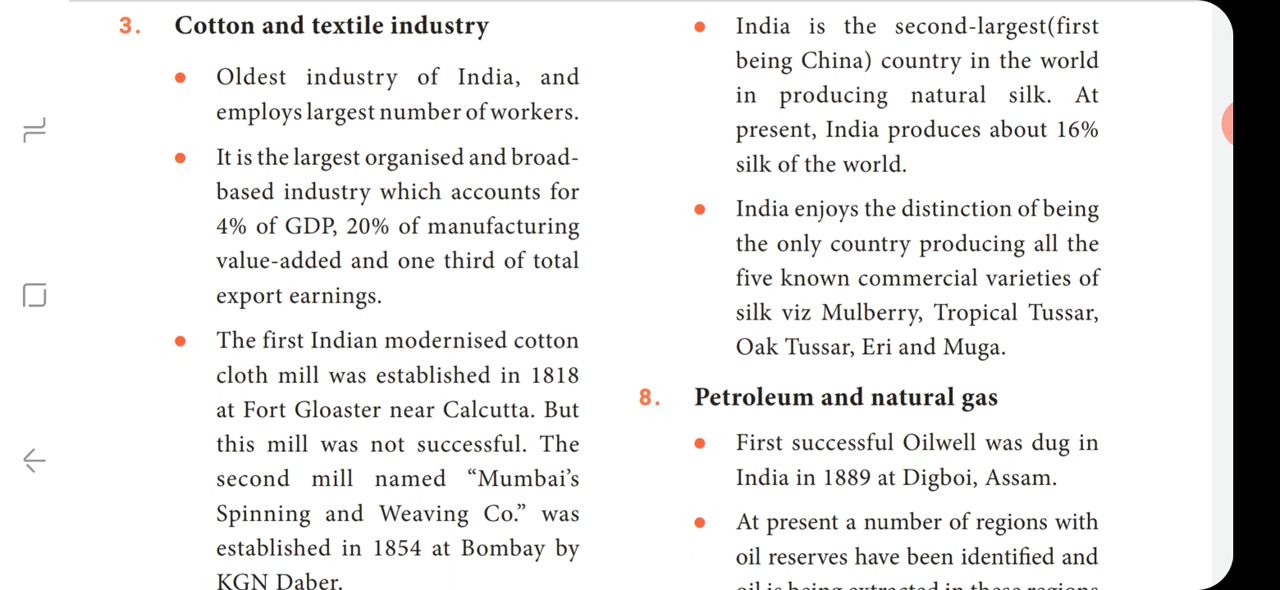 3. Cotton and textile industry
● Oldest industry of India, and
employs largest number of workers.
● It is the largest organised and broad-
based industry which accounts for
4% of GDP, 20% of manufacturing
value-added and one third of total
export earnings.
● The first Indian modernised cotton
cloth mill was established in 1818
at Fort Gloaster near Calcutta. But
this mill was not successful. The
second mill named “Mumbai’s
Spinning and Weaving Co.” was
established in 1854 at Bombay by
KGN Daber.
● India is the second-largest(first
being China) country in the world
in producing natural silk. At
present, India produces about 16%
silk of the world.
● India enjoys the distinction of being
the only country producing all the
five known commercial varieties of
silk viz Mulberry, Tropical Tussar,
Oak Tussar, Eri and Muga.
8. Petroleum and natural gas
● First successful Oilwell was dug in
India in 1889 at Digboi, Assam.
● At present a number of regions with
oil reserves have been identified and
oil is being extracted in these regions